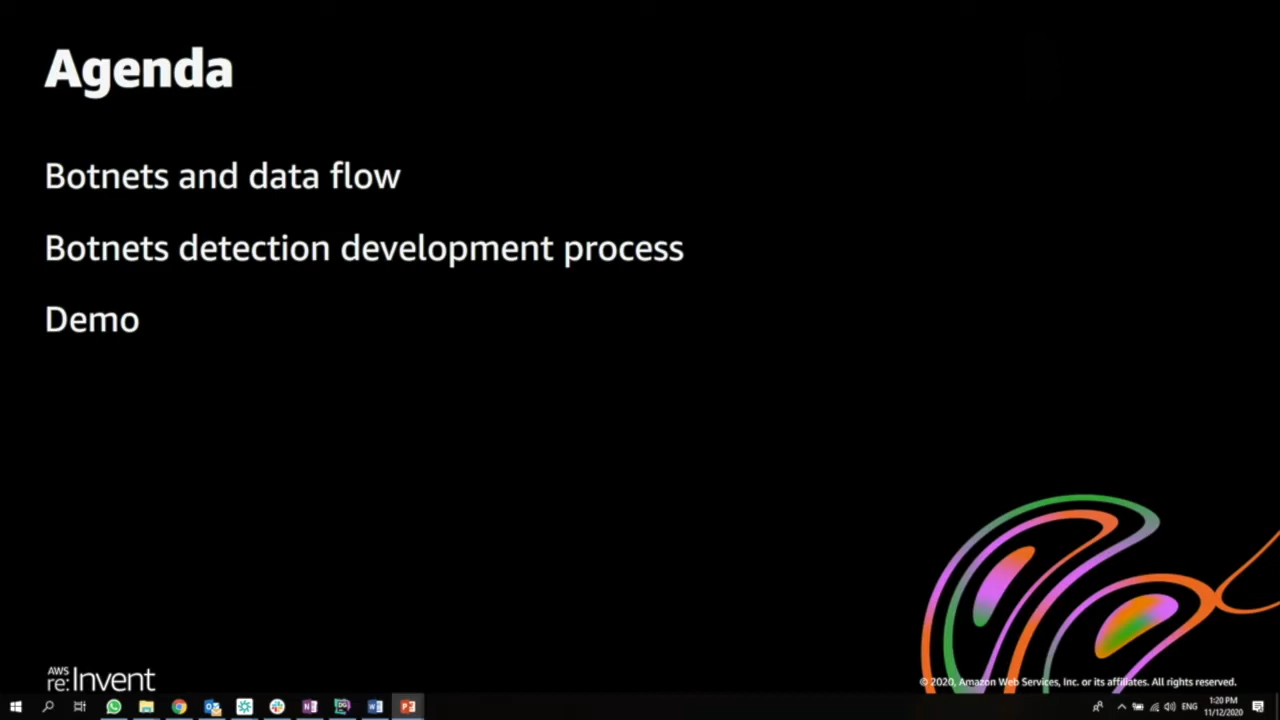 Agenda
Botnets and data flow
Botnets detection development process
Demo
AWS
re:Invent
© 2020, Amazon Web Services, Inc. or its affiliates. All rights reserved.
ENG
1:20 PM
11/12/2020